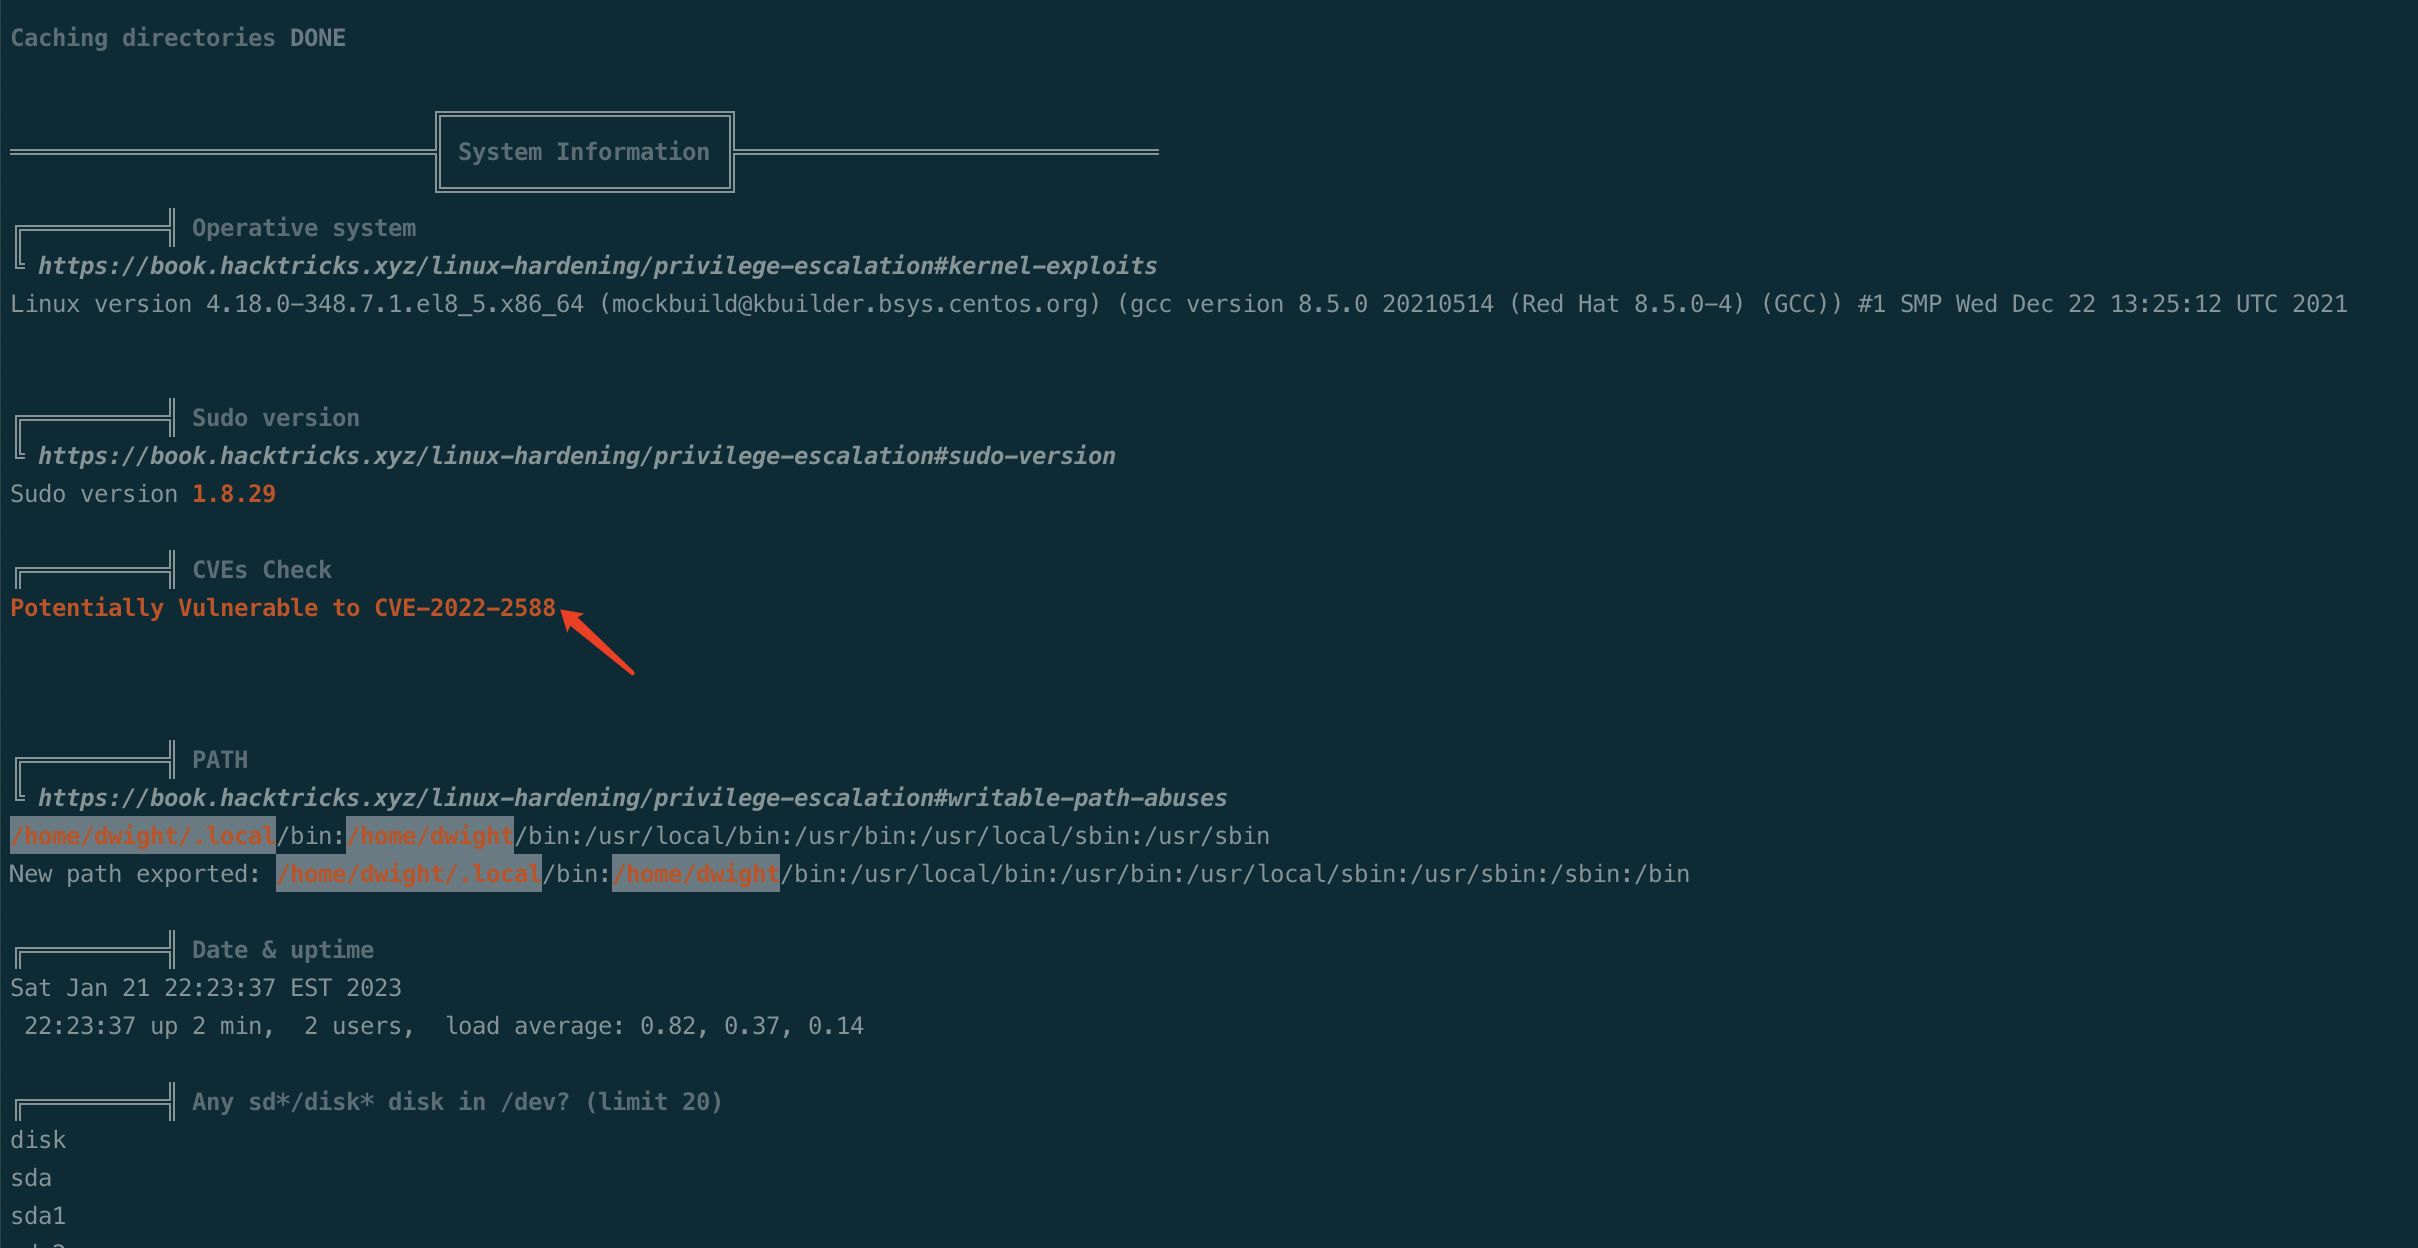 Caching directories DONE
System Information
Operative system
https://book.hacktricks.xyz/linux-hardening/privilege-escalation#kernel-exploits
Linux version 4.18.0-348.7.1.el8_5.x86_64 (mockbuild@kbuilder.bsys.centos.org) (gcc version 8.5.0 20210514 (Red Hat 8.5.0-4) (GCC)) #1 SMP Wed Dec 22 13:25:12 UTC 2021
Sudo version
https://book.hacktricks.xyz/linux-hardening/privilege-escalation#sudo-version
Sudo version 1.8.29
CVEs Check
Potentially Vulnerable to CVE-2022-2588
PATH
https://book.hacktricks.xyz/linux-hardening/privilege-escalation#writable-path-abuses
/home/dwight/.local/bin:/home/dwight/bin:/usr/local/bin:/usr/bin:/usr/local/sbin:/usr/sbin
New path exported: /home/dwight/.local/bin:/home/dwight/bin:/usr/local/bin:/usr/bin:/usr/local/sbin:/usr/sbin:/sbin:/bin
Date & uptime
Sat Jan 21 22:23:37 EST 2023
22:23:37 up 2 min,  2 users,  load average: 0.82, 0.37, 0.14
Any sd*/disk* disk in /dev? (limit 20)
disk
sda
sda1